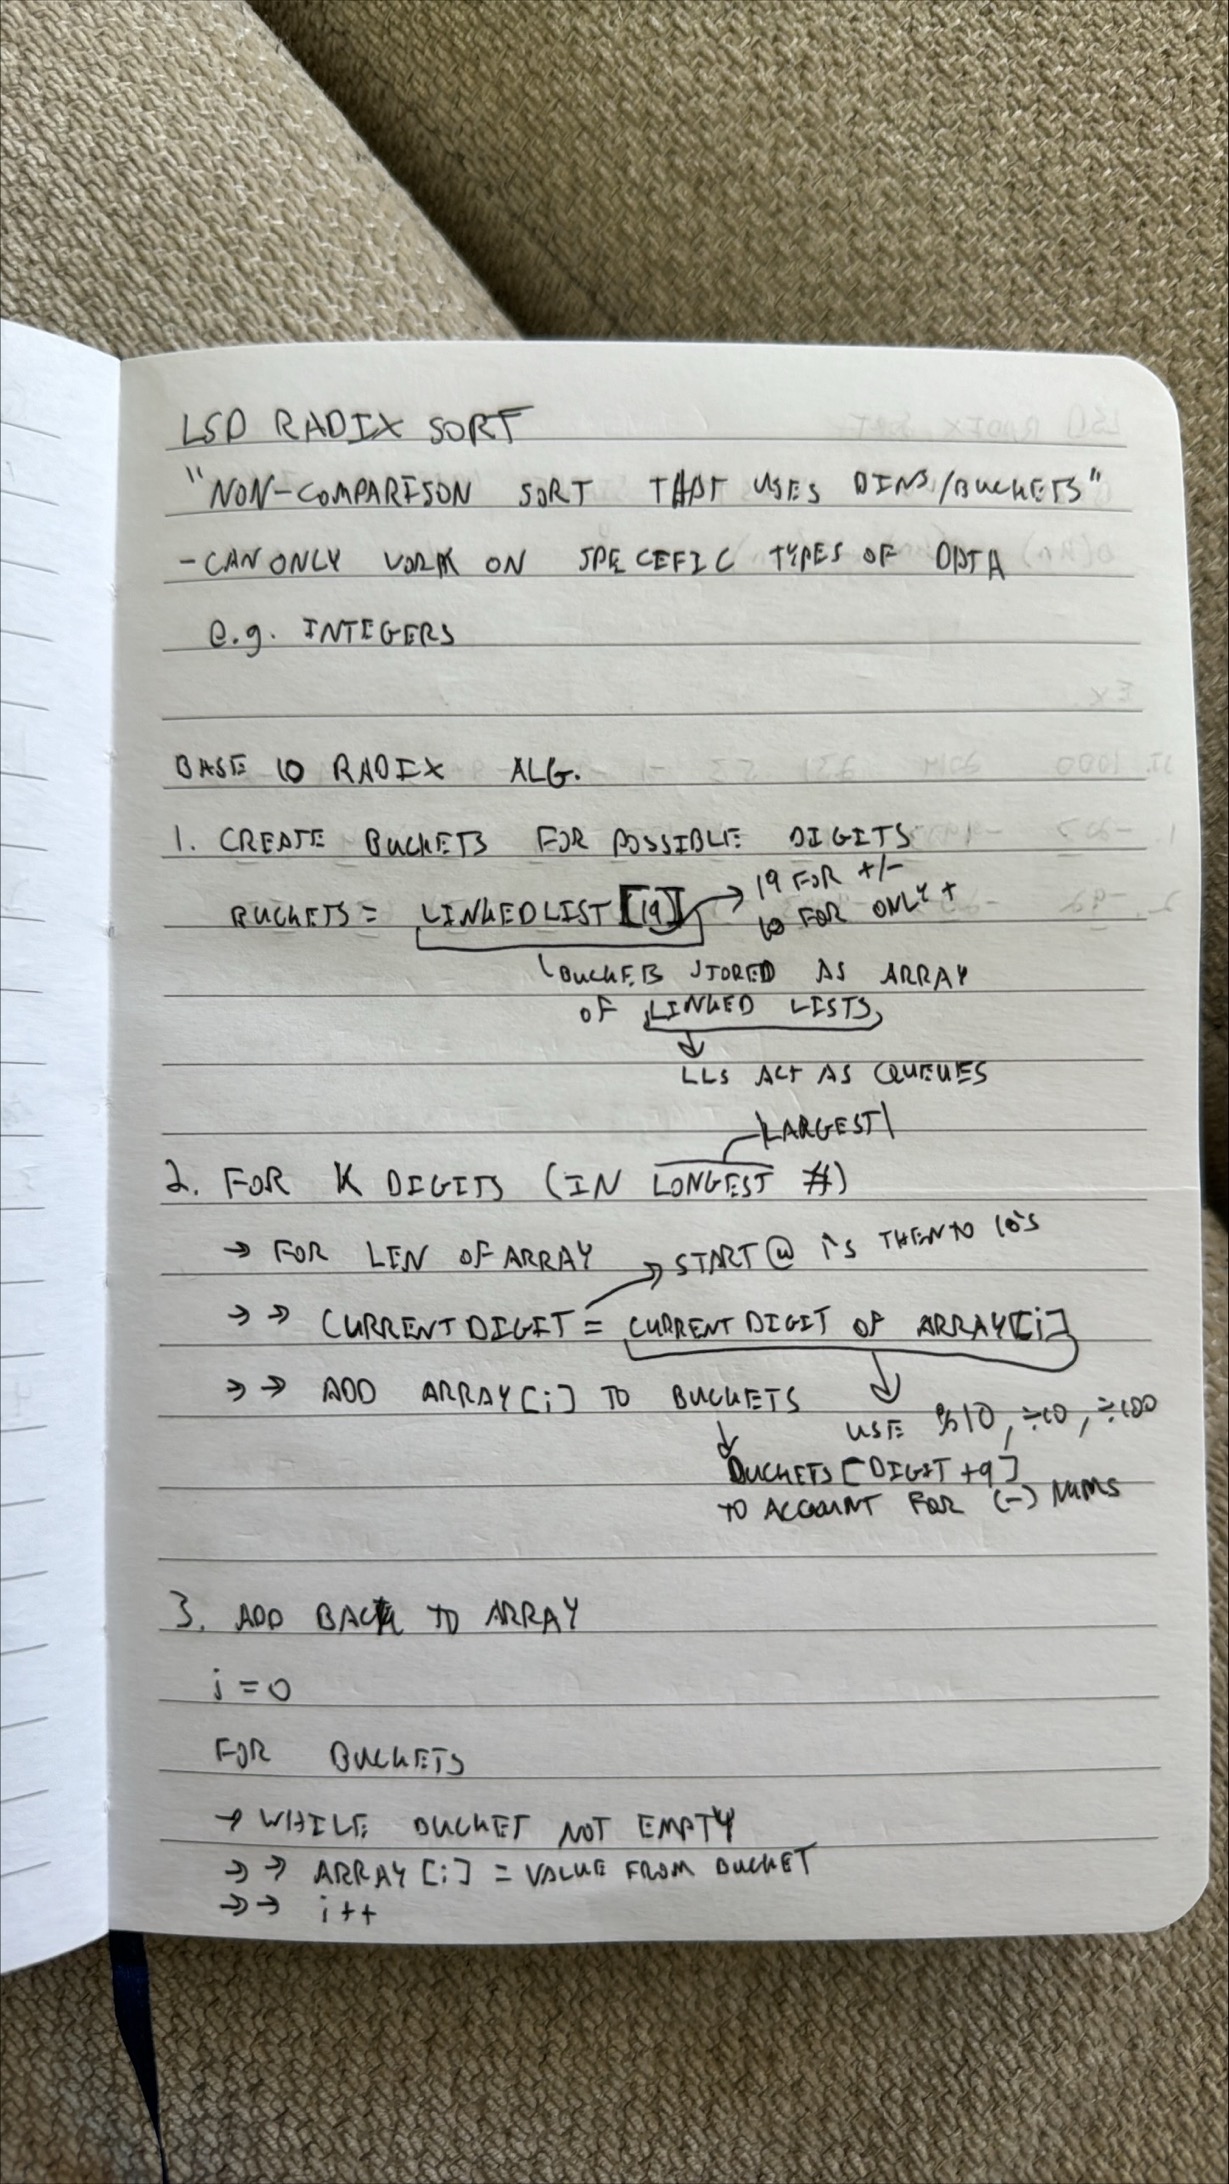 LSD RADIX SORT
"NON-COMPARISON SORT THAT USES BINS/BUCKETS"
- CAN ONLY WORK ON SPECEFIC TYPES OF DATA
e.g. INTEGERS
BASE 10 RADIX ALG.
1. CREATE BUCKETS FOR POSSIBLE DIGITS
BUCKETS = LINKEDLIST[19] → 19 FOR +/-
10 FOR ONLY +
BUCKETS STORED AS ARRAY
OF LINKED LISTS
LLS ACT AS QUEUES
|LARGEST|
2. FOR K DIGITS (IN LONGEST #)
→ FOR LEN OF ARRAY → START @ 1's THEN TO 10's
→ → CURRENT DIGIT = CURRENT DIGIT OF ARRAY[i]
→ → ADD ARRAY[i] TO BUCKETS
USE %10, ÷10, ÷100
BUCKETS[DIGIT +9]
TO ACCOUNT FOR (-) NUMS
3. ADD BACK TO ARRAY
i = 0
FOR BUCKETS
→ WHILE BUCKET NOT EMPTY
→ → ARRAY[i] = VALUE FROM BUCKET
→ → i++